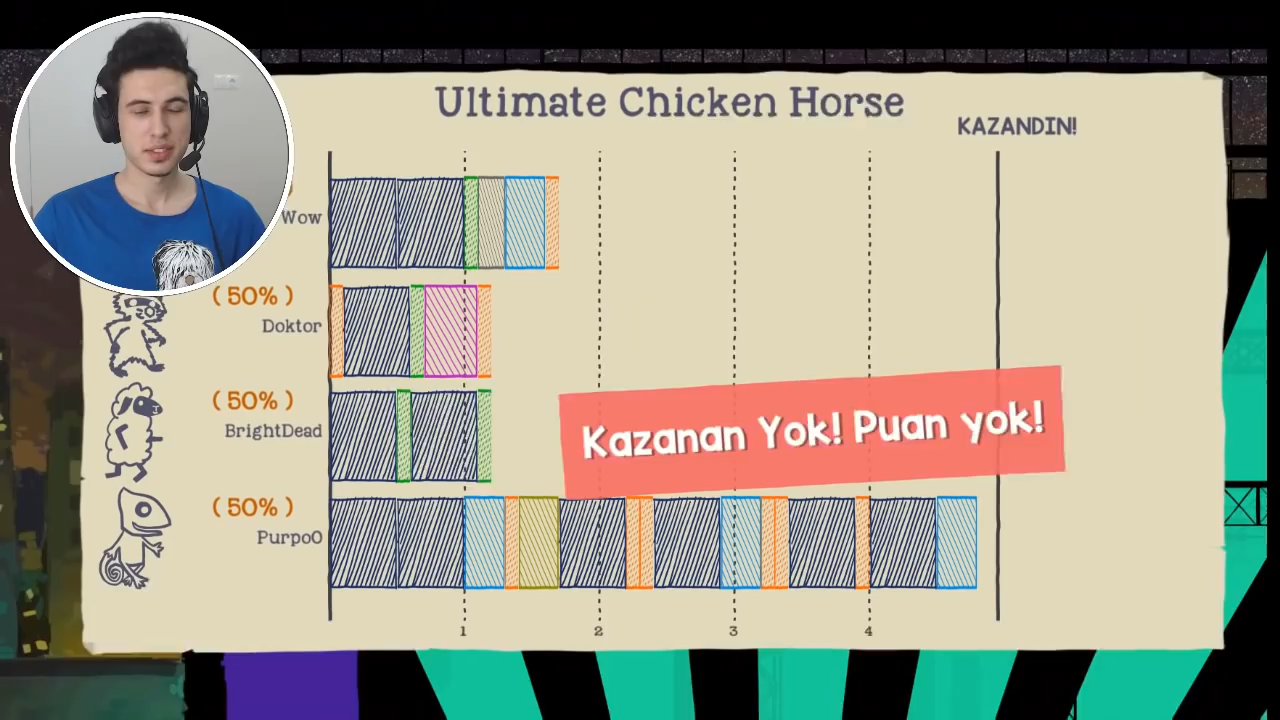 Ultimate Chicken Horse
KAZANDIN!
Wow
( 50% )
Doktor
( 50% )
BrightDead
Kazanan Yok! Puan yok!
( 50% )
PurpoO
1 2 3 4